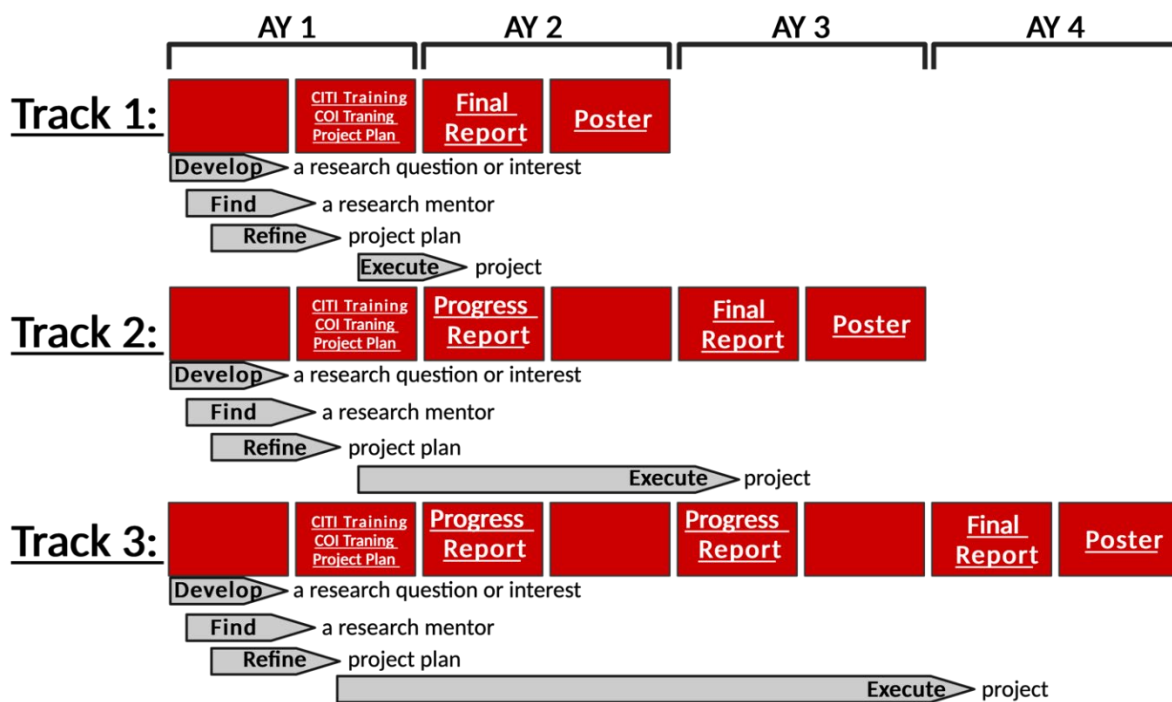 AY 1 AY 2 AY 3 AY 4
Track 1:
CITI Training
COI Traning
Project Plan
Final
Report
Poster
Develop a research question or interest
Find a research mentor
Refine project plan
Execute project
Track 2:
CITI Training
COI Traning
Project Plan
Progress
Report
Final
Report
Poster
Develop a research question or interest
Find a research mentor
Refine project plan
Execute project
Track 3:
CITI Training
COI Traning
Project Plan
Progress
Report
Progress
Report
Final
Report
Poster
Develop a research question or interest
Find a research mentor
Refine project plan
Execute project